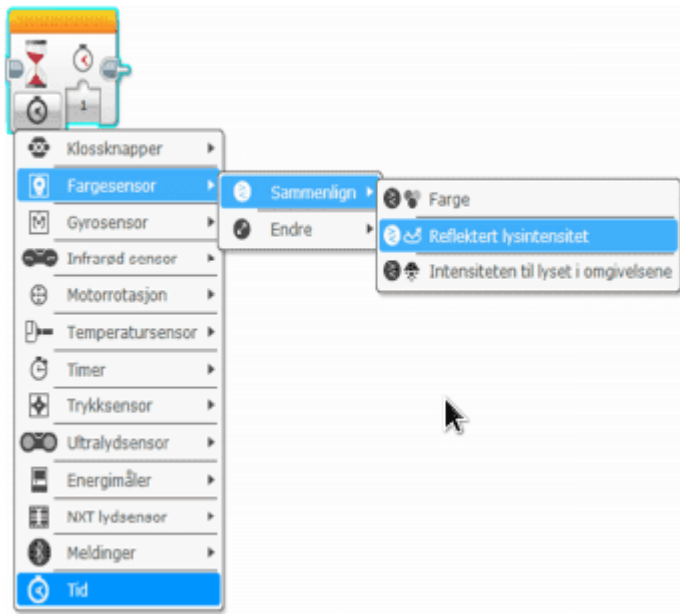 1
Klossknapper
Fargesensor
Gyrosensor
Infrarød sensor
Motorrotasjon
Temperatursensor
Timer
Trykksensor
Ultralydsensor
Energimåler
NXT lydsensor
Meldinger
Tid
Sammenlign
Endre
Farge
Reflektert lysintensitet
Intensiteten til lyset i omgivelsene